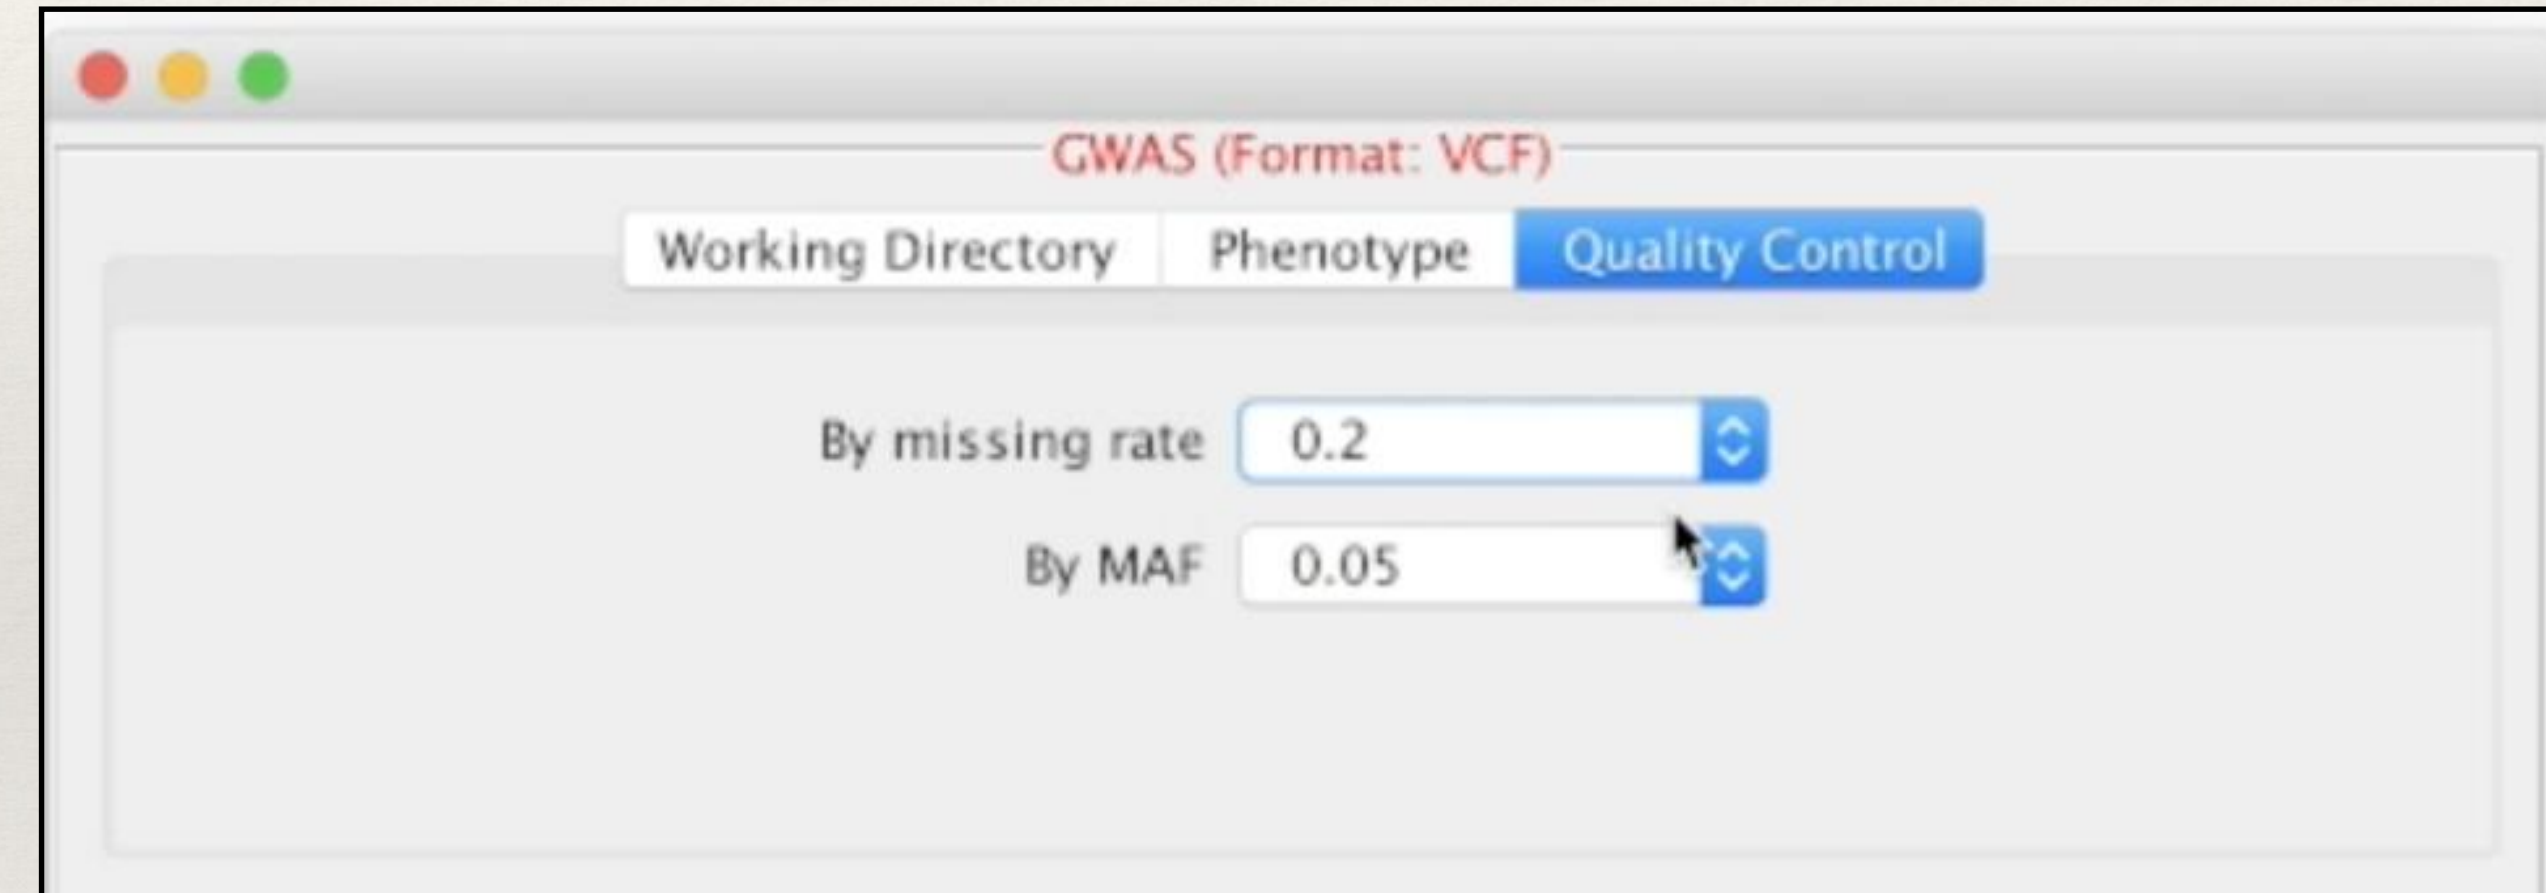 GWAS (Format: VCF)
Working Directory Phenotype Quality Control
By missing rate 0.2
By MAF 0.05